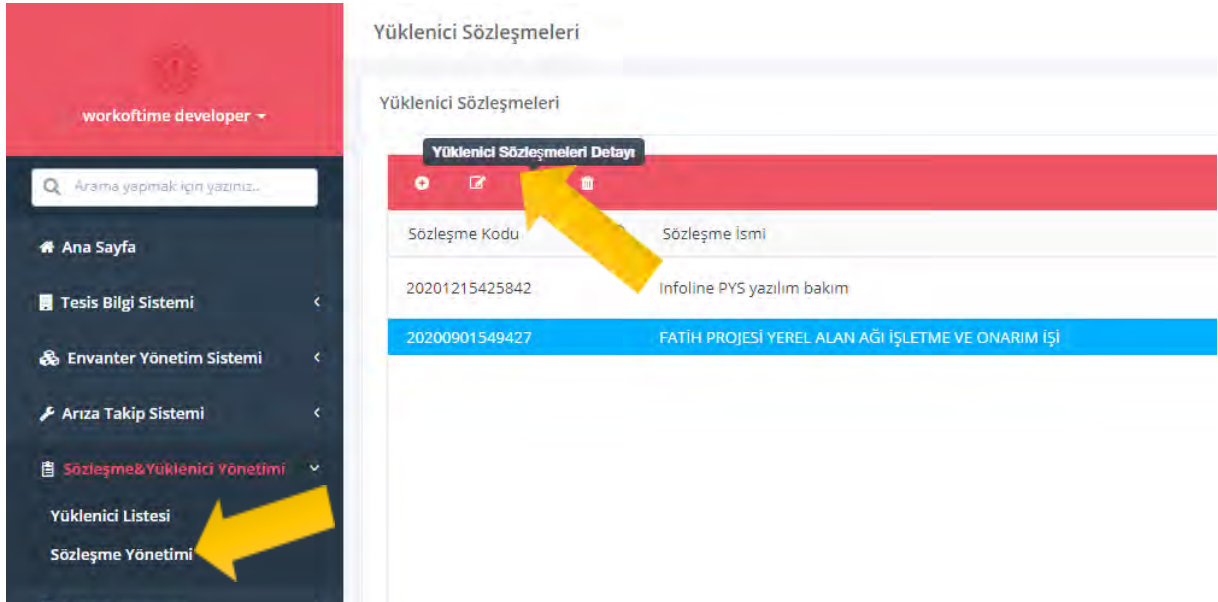 Yüklenici Sözleşmeleri
workoftime developer
Arama yapmak için yazınız..
Ana Sayfa
Tesis Bilgi Sistemi
Envanter Yönetim Sistemi
Arıza Takip Sistemi
Sözleşme&Yüklenici Yönetimi
Yüklenici Listesi
Sözleşme Yönetimi
Yüklenici Sözleşmeleri
Yüklenici Sözleşmeleri Detayı
Sözleşme Kodu Sözleşme İsmi
20201215425842 Infoline PYS yazılım bakım
20200901549427 FATİH PROJESİ YEREL ALAN AĞI İŞLETME VE ONARIM İŞİ